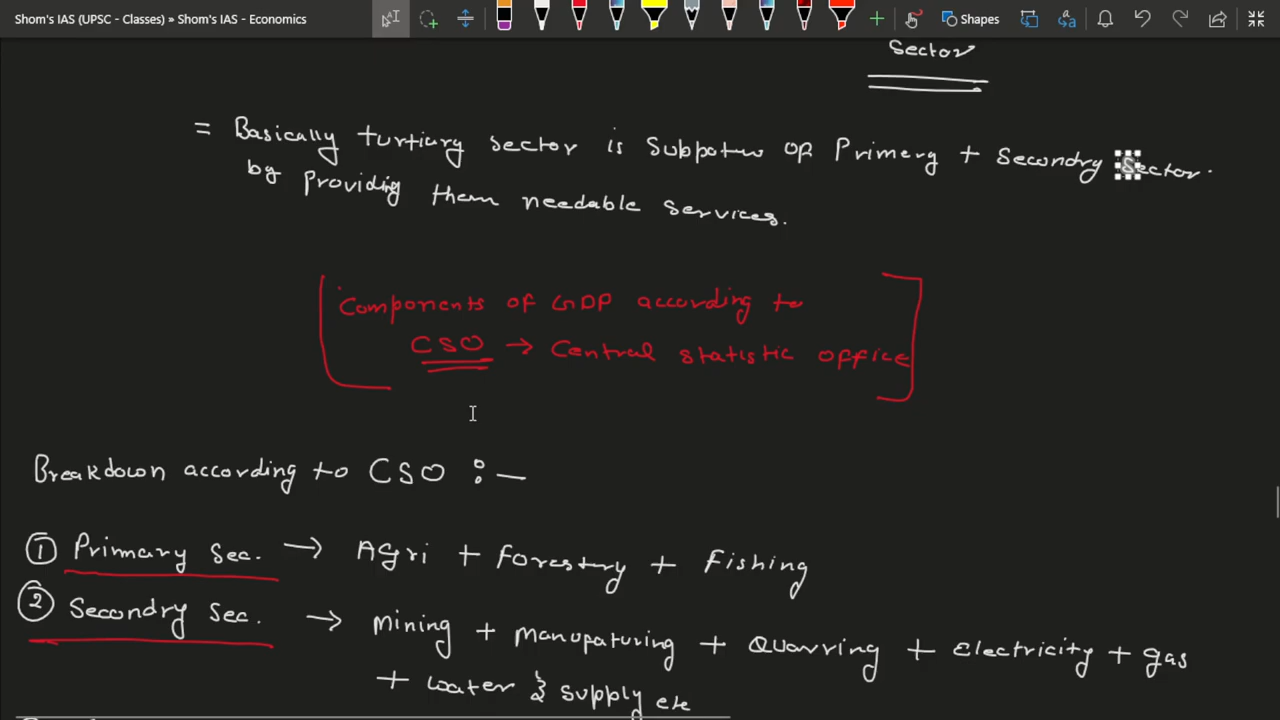 Shom's IAS (UPSC - Classes) » Shom's IAS - Economics
Shapes
Sector
= Basically turtiary sector is Suppoter of Primery + Secondry Sector.
by Providing them needable services.
Components of GDP according to
CSO → Central statistic office
Breakdown according to CSO :—
① Primary Sec. → Agri + forestry + Fishing
② Secondry Sec. → Mining + Manufaturing + Quarring + Electricity + gas
+ water & supply etc